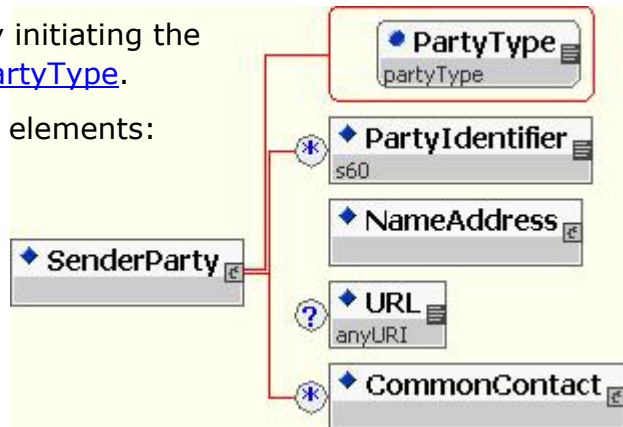 y initiating the
artyType.
elements:
PartyType
partyType
* PartyIdentifier
s60
NameAddress
SenderParty
? URL
anyURI
* CommonContact